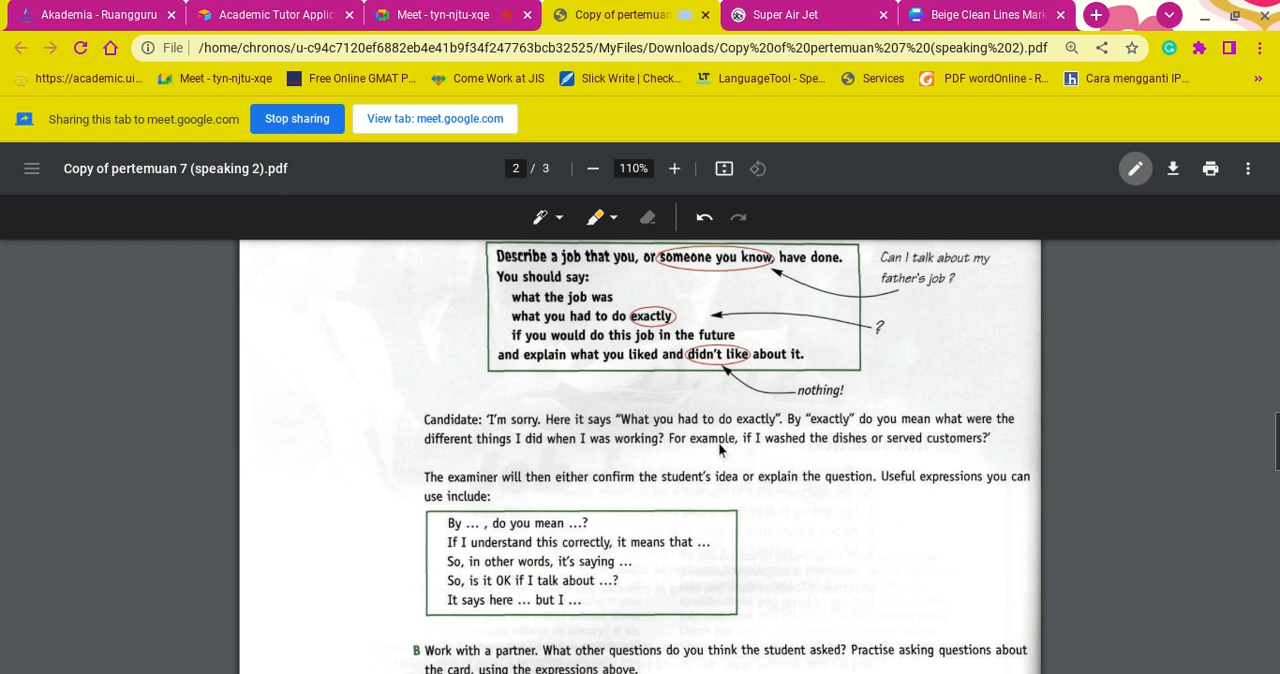 Akademia - Ruangguru
Academic Tutor Applic
Meet - tyn-njtu-xqe
Copy of pertemuan
Super Air Jet
Beige Clean Lines Mark
File
/home/chronos/u-c94c7120ef6882eb4e41b9f34f247763bcb32525/MyFiles/Downloads/Copy%20of%20pertemuan%207%20(speaking%202).pdf
https://academic.ui...
Meet - tyn-njtu-xqe
Free Online GMAT P...
Come Work at JIS
Slick Write | Check...
LanguageTool - Spe...
Services
PDF wordOnline - R...
Cara mengganti IP...
Sharing this tab to meet.google.com
Stop sharing
View tab: meet.google.com
Copy of pertemuan 7 (speaking 2).pdf
2 / 3
110%
Describe a job that you, or someone you know, have done.
You should say:
what the job was
what you had to do exactly
if you would do this job in the future
and explain what you liked and didn't like about it.
Can I talk about my
father's job ?
?
nothing!
Candidate: 'I'm sorry. Here it says "What you had to do exactly". By "exactly" do you mean what were the
different things I did when I was working? For example, if I washed the dishes or served customers?'
The examiner will then either confirm the student's idea or explain the question. Useful expressions you can
use include:
By ... , do you mean ...?
If I understand this correctly, it means that ...
So, in other words, it's saying ...
So, is it OK if I talk about ...?
It says here ... but I ...
B Work with a partner. What other questions do you think the student asked? Practise asking questions about
the card, using the expressions above.